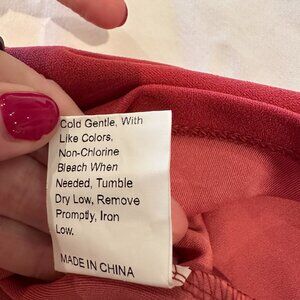 Cold Gentle, With
Like Colors.
Non-Chlorine
Bleach When
Needed, Tumble
Dry Low, Remove
Promptly, Iron
Low.
MADE IN CHINA